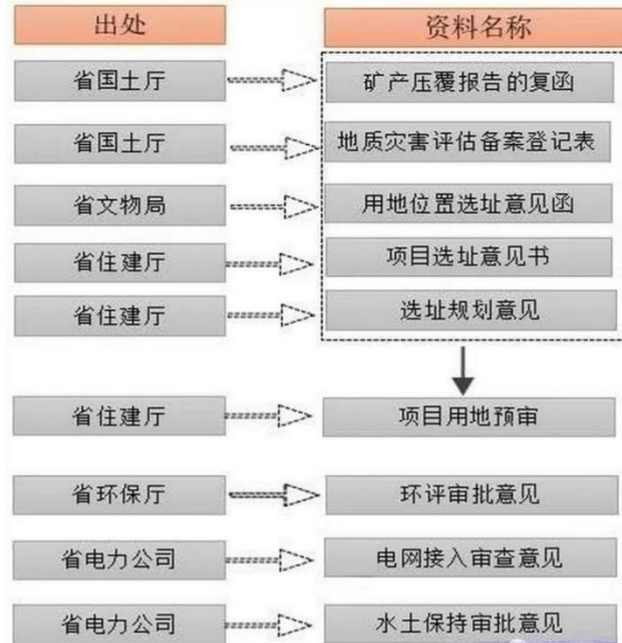 出处 资料名称
省国土厅 矿产压覆报告的复函
省国土厅 地质灾害评估备案登记表
省文物局 用地位置选址意见函
省住建厅 项目选址意见书
省住建厅 选址规划意见
省住建厅 项目用地预审
省环保厅 环评审批意见
省电力公司 电网接入审查意见
省电力公司 水土保持审批意见